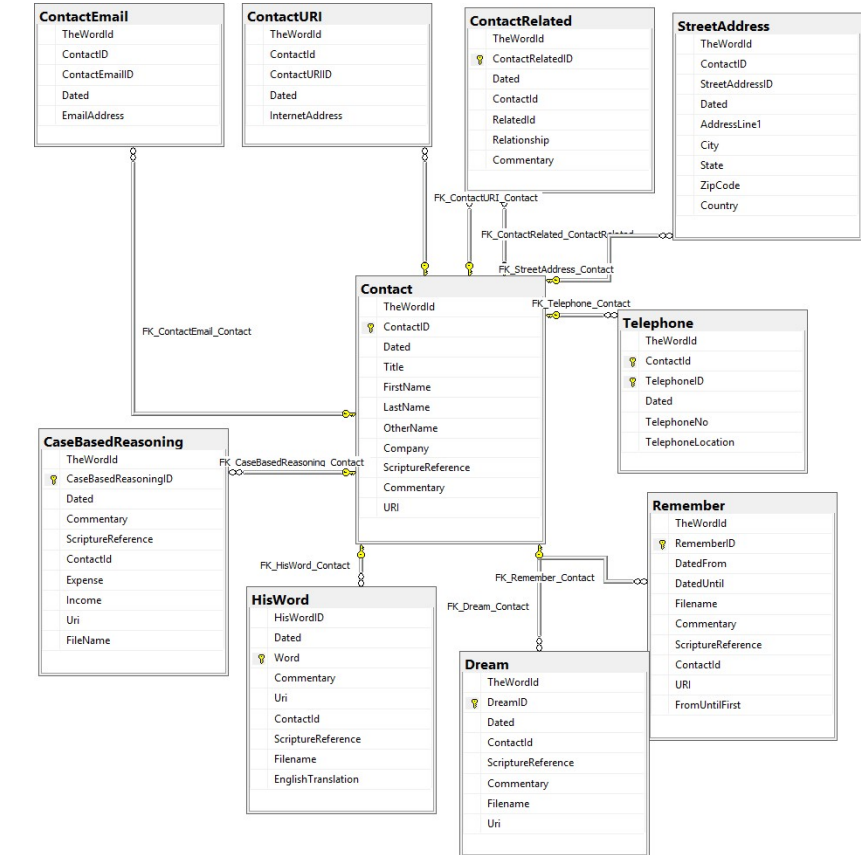 ContactEmail
TheWordId
ContactID
ContactEmailID
Dated
EmailAddress
ContactURI
TheWordId
ContactId
ContactURIID
Dated
InternetAddress
ContactRelated
TheWordId
ContactRelatedID
Dated
ContactId
RelatedId
Relationship
Commentary
StreetAddress
TheWordId
ContactID
StreetAddressID
Dated
AddressLine1
City
State
ZipCode
Country
FK_ContactURI_Contact
FK_ContactRelated_ContactRelated
FK_StreetAddress_Contact
FK_Telephone_Contact
FK_ContactEmail_Contact
Contact
TheWordId
ContactID
Dated
Title
FirstName
LastName
OtherName
Company
ScriptureReference
Commentary
URI
Telephone
TheWordId
ContactId
TelephoneID
Dated
TelephoneNo
TelephoneLocation
CaseBasedReasoning
TheWordId
CaseBasedReasoningID
Dated
Commentary
ScriptureReference
ContactId
Expense
Income
Uri
FileName
FK_CaseBasedReasoning_Contact
FK_HisWord_Contact
FK_Remember_Contact
FK_Dream_Contact
HisWord
HisWordID
Dated
Word
Commentary
Uri
ContactId
ScriptureReference
Filename
EnglishTranslation
Remember
TheWordId
RememberID
DatedFrom
DatedUntil
Filename
Commentary
ScriptureReference
ContactId
URI
FromUntilFirst
Dream
TheWordId
DreamID
Dated
ContactId
ScriptureReference
Commentary
Filename
Uri